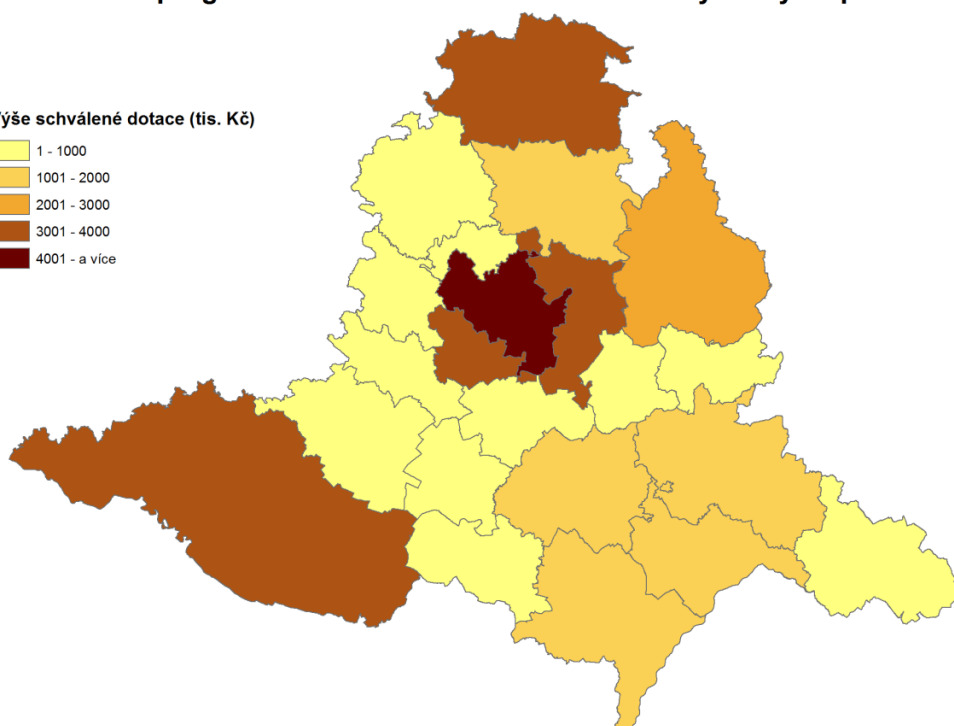 výše schválené dotace (tis. Kč)
1 - 1000
1001 - 2000
2001 - 3000
3001 - 4000
4001 - a více